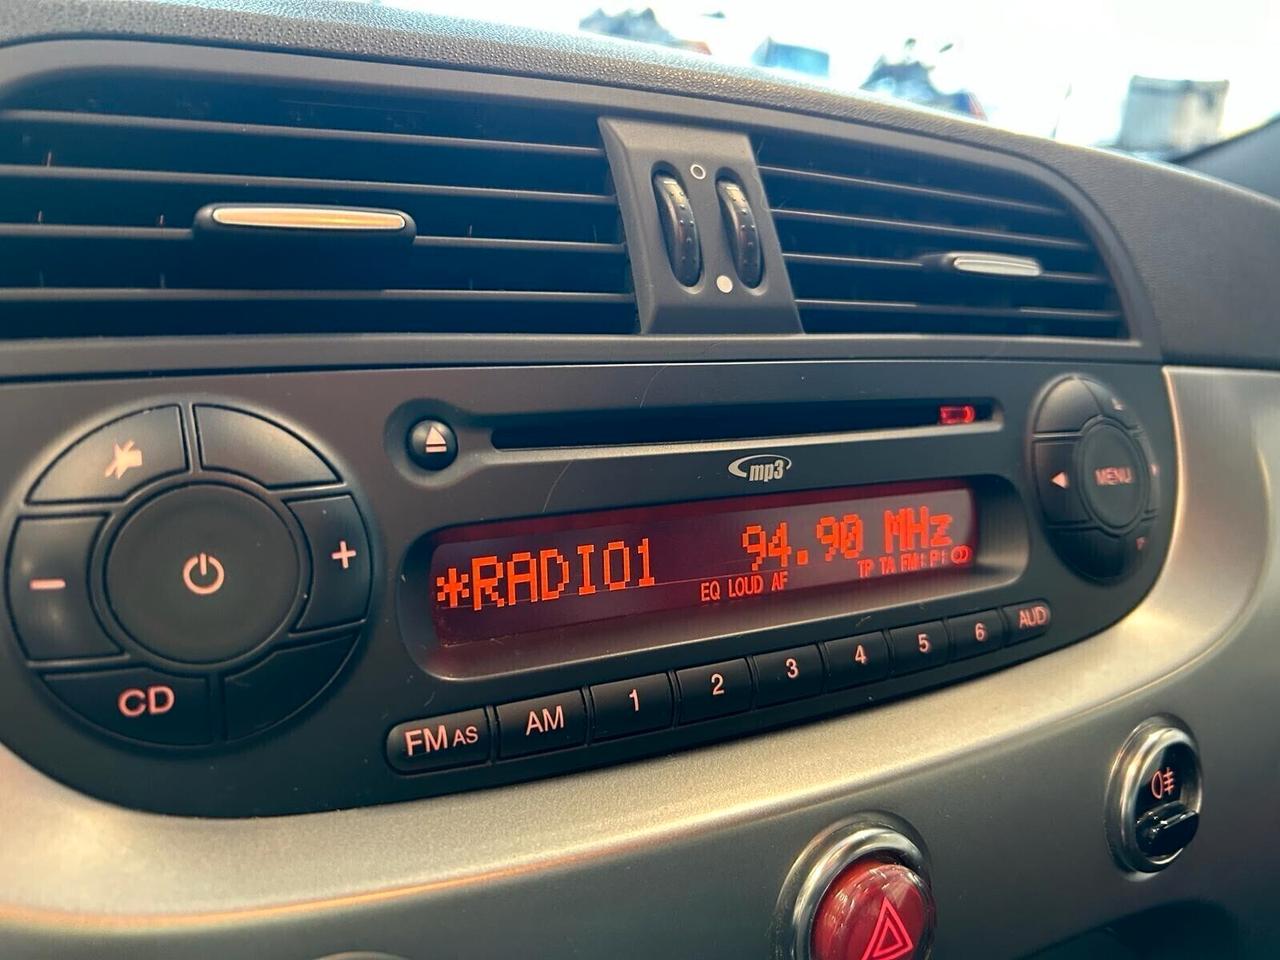 mp3
MENU
*RADIO1 94.90 MHz
EQ LOUD AF TP TA
CD
FM AS AM 1 2 3 4 5 6 AUD